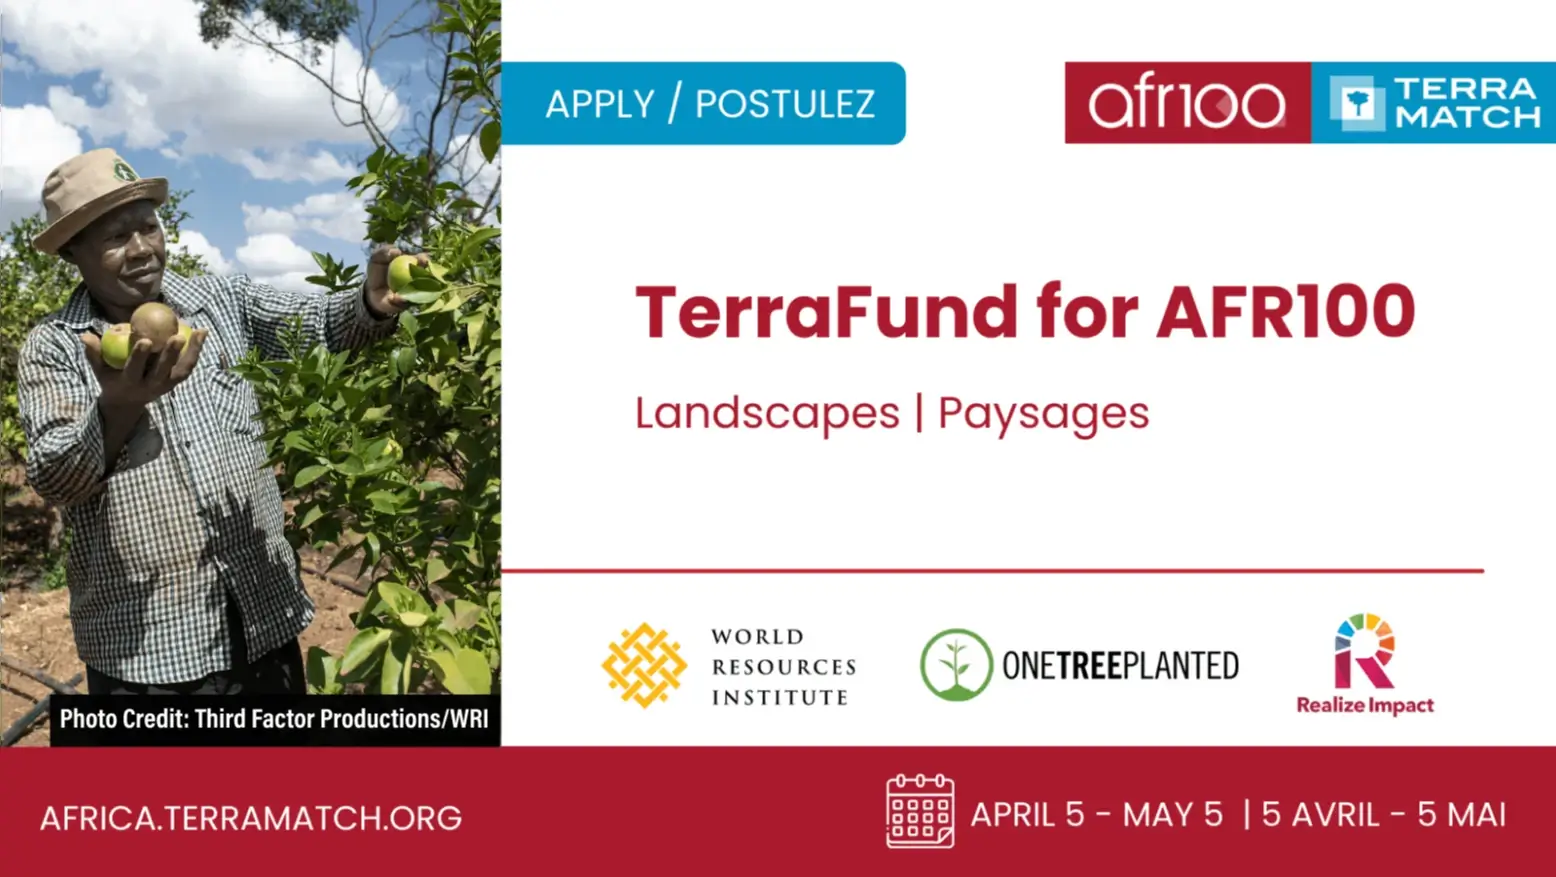 APPLY / POSTULEZ
afr100
TERRA
MATCH
TerraFund for AFR100
Landscapes | Paysages
WORLD
RESOURCES
INSTITUTE
ONETREEPLANTED
R
Realize Impact
Photo Credit: Third Factor Productions/WRI
AFRICA.TERRAMATCH.ORG
APRIL 5 - MAY 5 | 5 AVRIL - 5 MAI